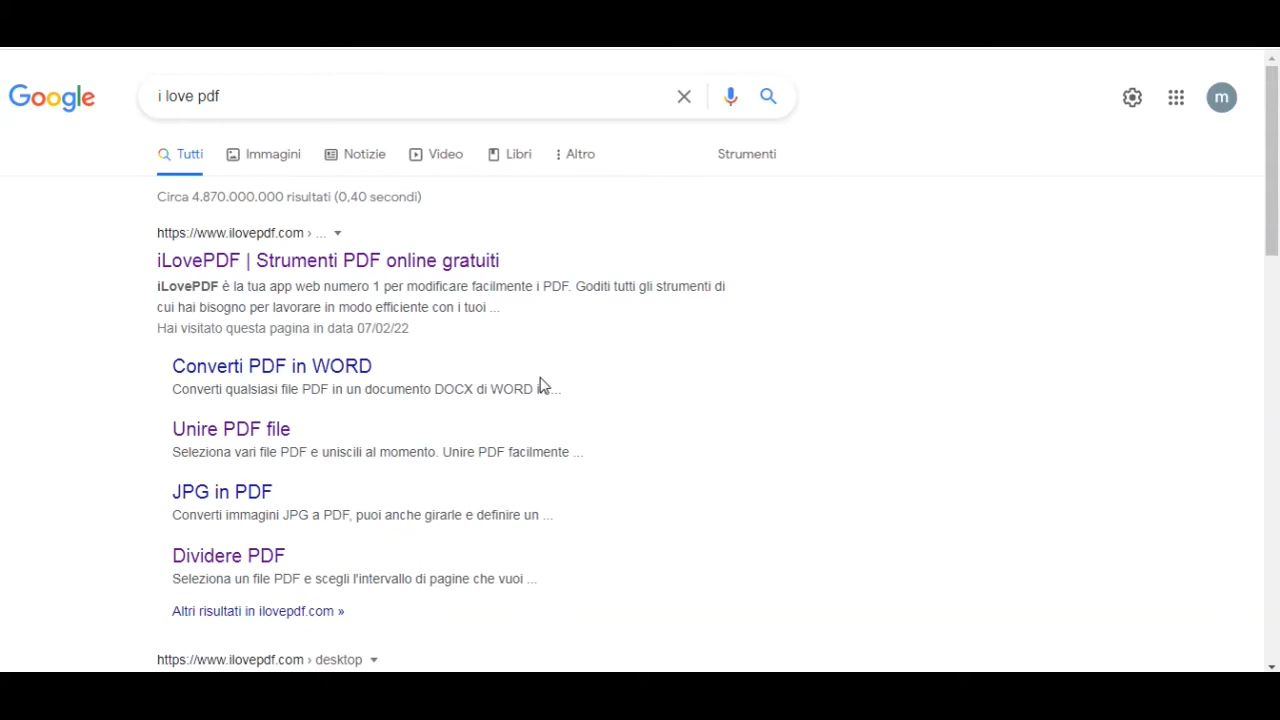 Google
i love pdf
m
Tutti Immagini Notizie Video Libri Altro Strumenti
Circa 4.870.000.000 risultati (0,40 secondi)
https://www.ilovepdf.com › ...
iLovePDF | Strumenti PDF online gratuiti
iLovePDF è la tua app web numero 1 per modificare facilmente i PDF. Goditi tutti gli strumenti di
cui hai bisogno per lavorare in modo efficiente con i tuoi ...
Hai visitato questa pagina in data 07/02/22
Converti PDF in WORD
Converti qualsiasi file PDF in un documento DOCX di WORD ...
Unire PDF file
Seleziona vari file PDF e uniscili al momento. Unire PDF facilmente ...
JPG in PDF
Converti immagini JPG a PDF, puoi anche girarle e definire un ...
Dividere PDF
Seleziona un file PDF e scegli l'intervallo di pagine che vuoi ...
Altri risultati in ilovepdf.com »
https://www.ilovepdf.com › desktop